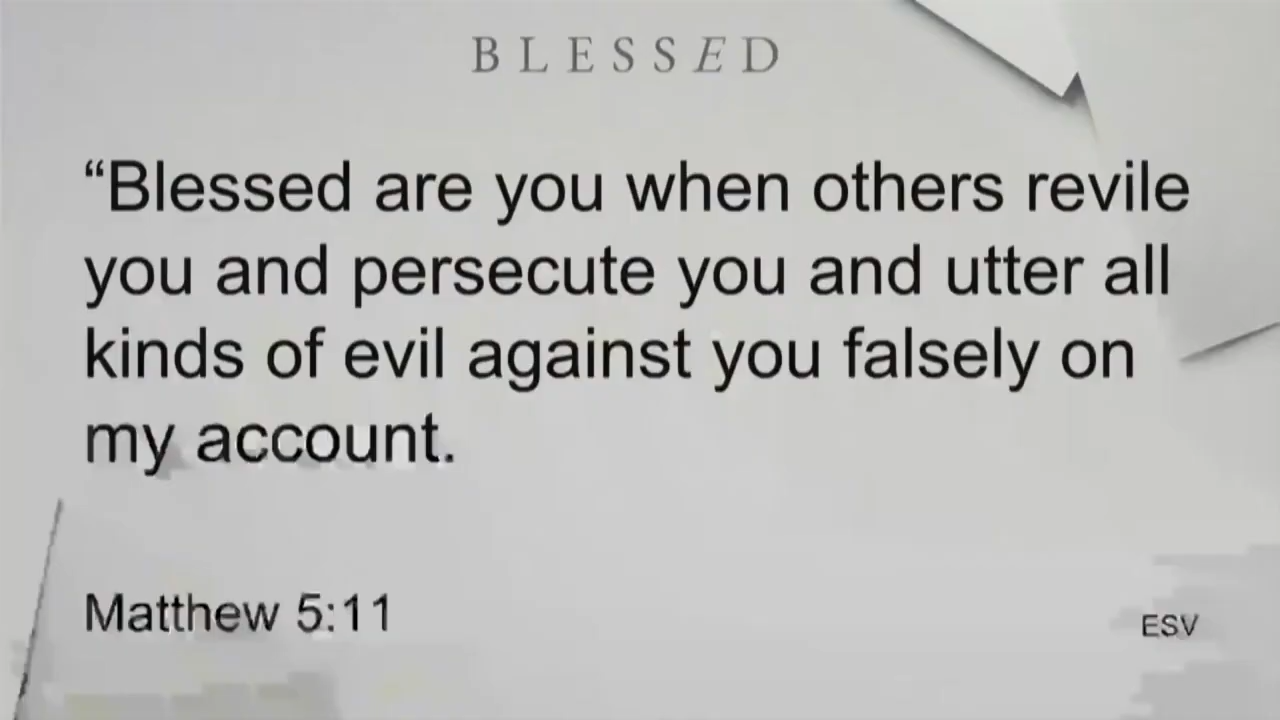 BLESSED
“Blessed are you when others revile
you and persecute you and utter all
kinds of evil against you falsely on
my account.
Matthew 5:11
ESV